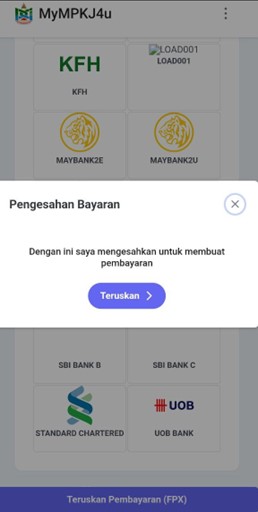 MyMPKJ4u
KFH
KFH
LOAD001
LOAD001
MAYBANK2E
MAYBANK2U
Pengesahan Bayaran
Dengan ini saya mengesahkan untuk membuat
pembayaran
Teruskan
SBI BANK B
SBI BANK C
UOB
STANDARD CHARTERED
UOB BANK
Teruskan Pembayaran (FPX)